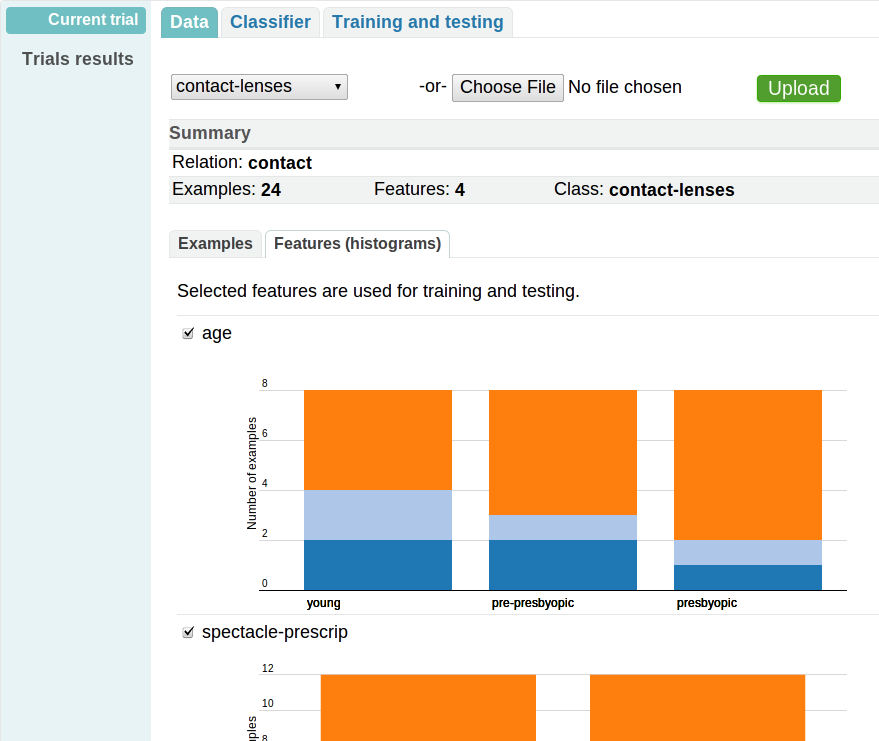 Current trial
Trials results
Data Classifier Training and testing
contact-lenses -or- Choose File No file chosen Upload
Summary
Relation: contact
Examples: 24 Features: 4 Class: contact-lenses
Examples Features (histograms)
Selected features are used for training and testing.
age
Number of examples
8
6
4
2
0
young pre-presbyopic presbyopic
spectacle-prescrip
12
10
8